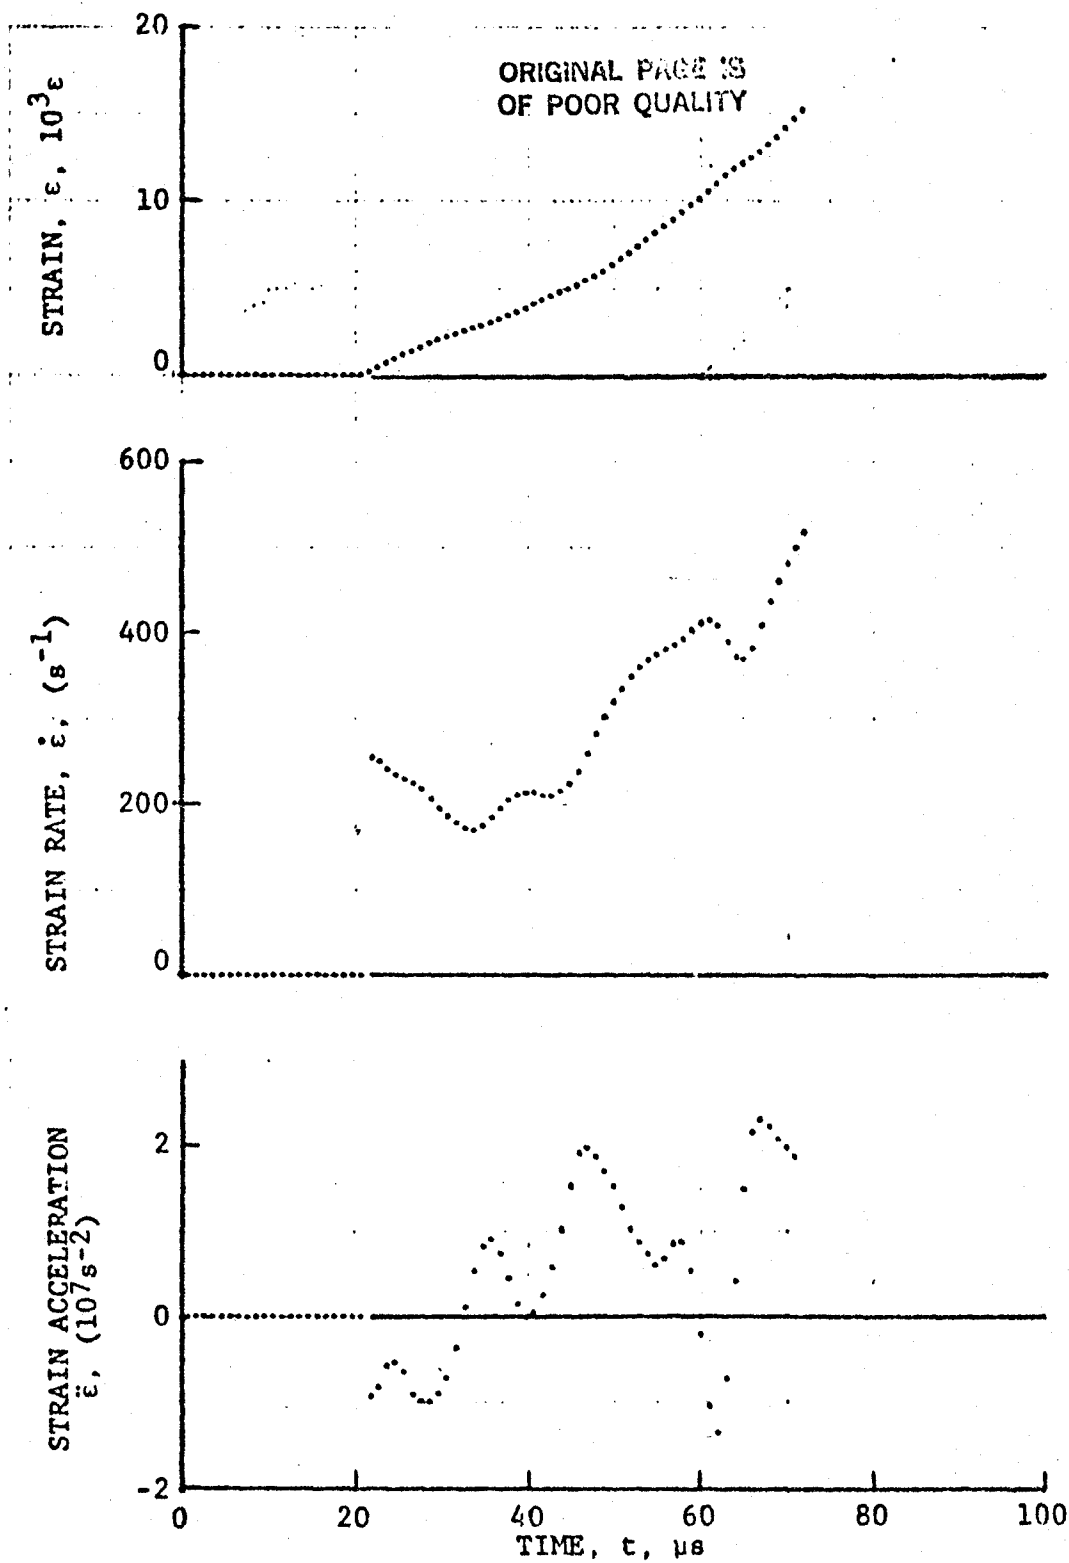 ORIGINAL PAGE IS
OF POOR QUALITY
STRAIN, ε, 10³ε
20
10
0
STRAIN RATE, ε̇, (s⁻¹)
600
400
200
0
STRAIN ACCELERATION
ε̈, (10⁷s⁻²)
2
0
-2
0 20 40 60 80 100
TIME, t, μs